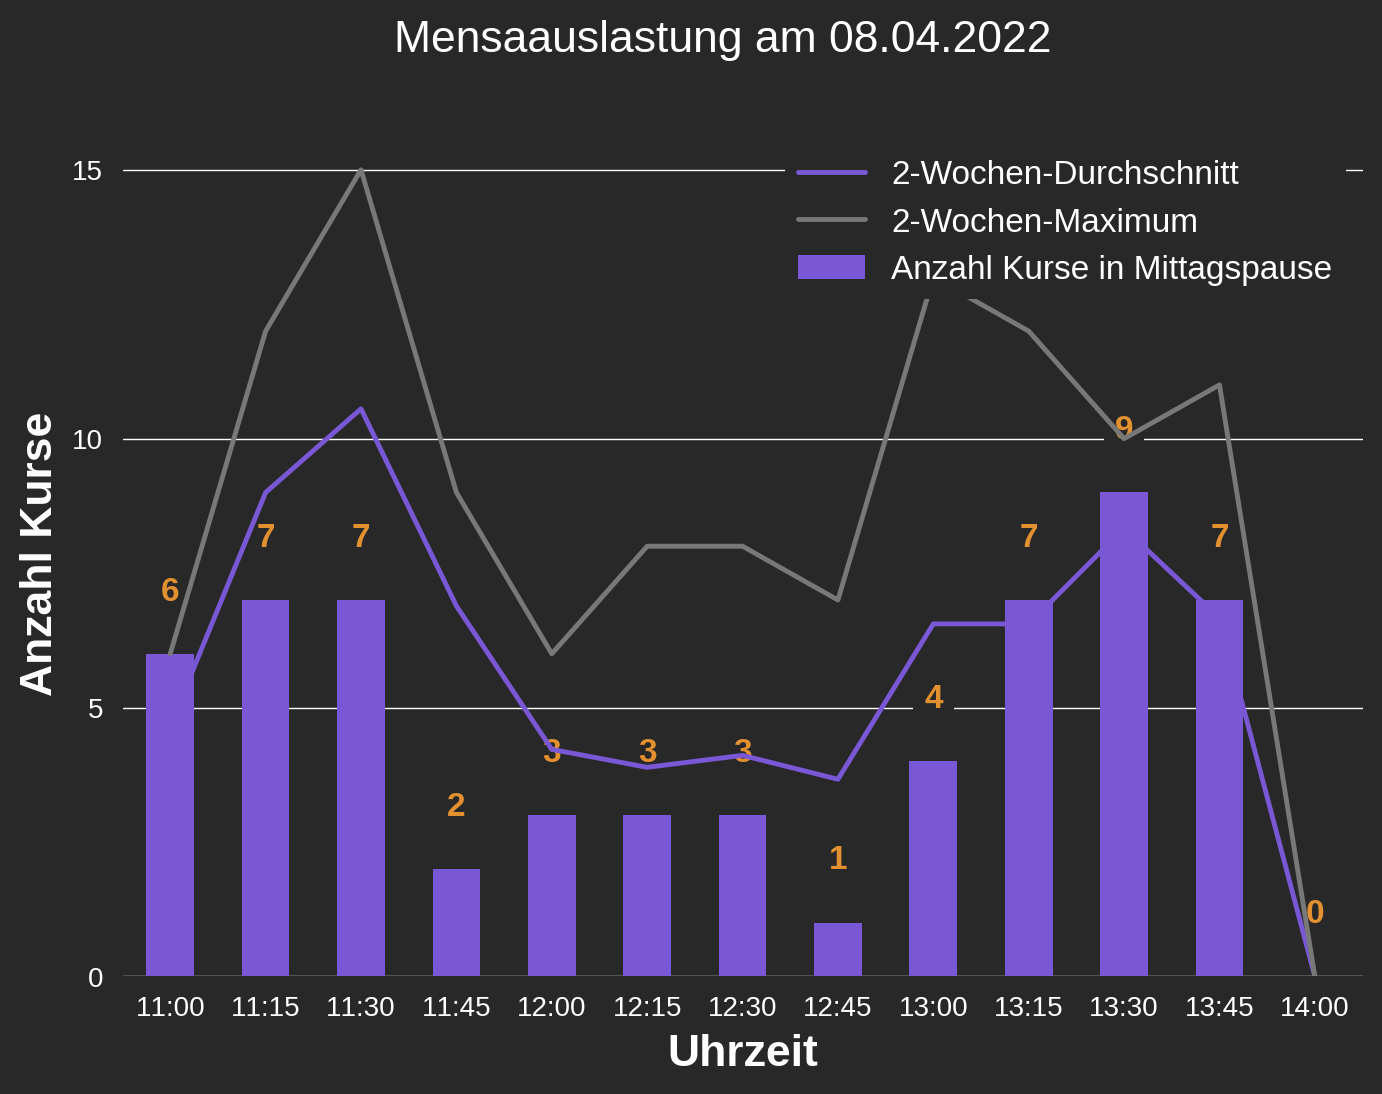 Mensaauslastung am 08.04.2022
2-Wochen-Durchschnitt
2-Wochen-Maximum
Anzahl Kurse in Mittagspause
Anzahl Kurse
15
10
5
0
6
7
7
2
3
3
3
1
4
7
9
7
0
11:00 11:15 11:30 11:45 12:00 12:15 12:30 12:45 13:00 13:15 13:30 13:45 14:00
Uhrzeit